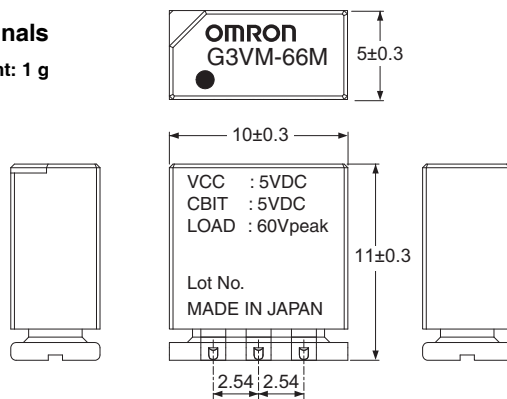 nals
nt: 1 g
OMRON
G3VM-66M
5±0.3
10±0.3
VCC : 5VDC
CBIT : 5VDC
LOAD : 60Vpeak
11±0.3
Lot No.
MADE IN JAPAN
2.54 2.54